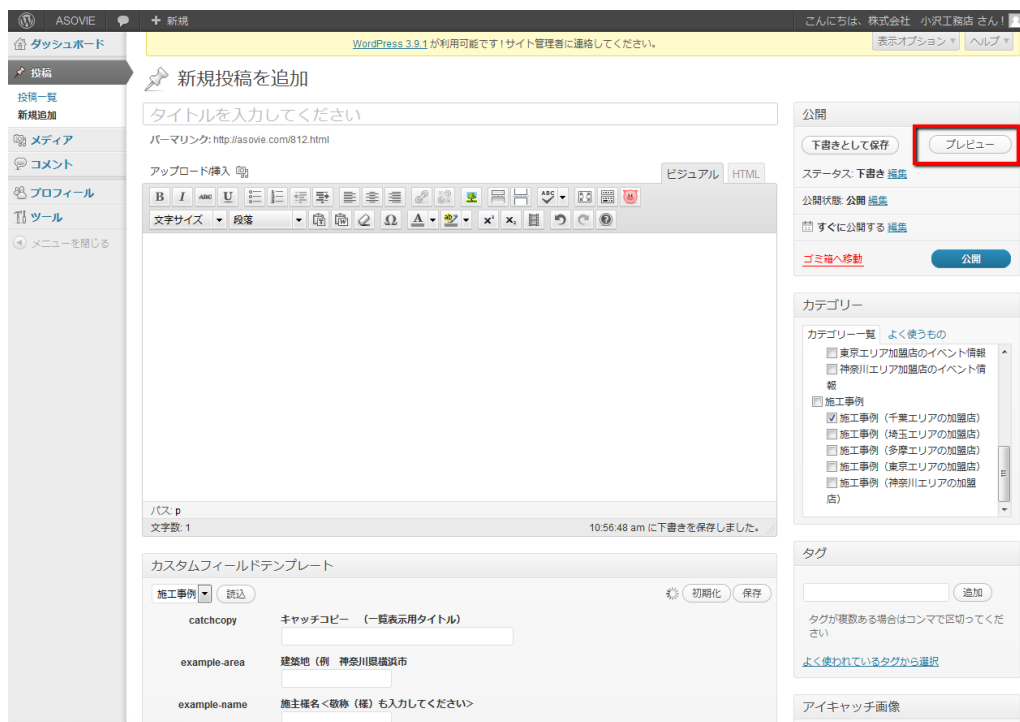 ASOVIE
新規
こんにちは、株式会社 小沢工務店 さん！
ダッシュボード
投稿
投稿一覧
新規追加
メディア
コメント
プロフィール
ツール
メニューを閉じる
WordPress 3.9.1 が利用可能です ! サイト管理者に連絡してください。
表示オプション
ヘルプ
新規投稿を追加
タイトルを入力してください
パーマリンク: http://asovie.com/812.html
アップロード/挿入
ビジュアル
HTML
B I ABC U
ABC
文字サイズ
段落
Ω A
ab
パス: p
文字数: 1
10:56:48 am に下書きを保存しました。
カスタムフィールドテンプレート
施工事例
読込
初期化
保存
catchcopy
キャッチコピー （一覧表示用タイトル）
example-area
建築地（例 神奈川県横浜市
example-name
施主様名＜敬称（様）も入力してください＞
公開
下書きとして保存
プレビュー
ステータス: 下書き 編集
公開状態: 公開 編集
すぐに公開する 編集
ゴミ箱へ移動
公開
カテゴリー
カテゴリー一覧
よく使うもの
東京エリア加盟店のイベント情報
神奈川エリア加盟店のイベント情
報
施工事例
施工事例（千葉エリアの加盟店）
施工事例（埼玉エリアの加盟店）
施工事例（多摩エリアの加盟店）
施工事例（東京エリアの加盟店）
施工事例（神奈川エリアの加盟
店）
タグ
追加
タグが複数ある場合はコンマで区切ってくだ
さい
よく使われているタグから選択
アイキャッチ画像